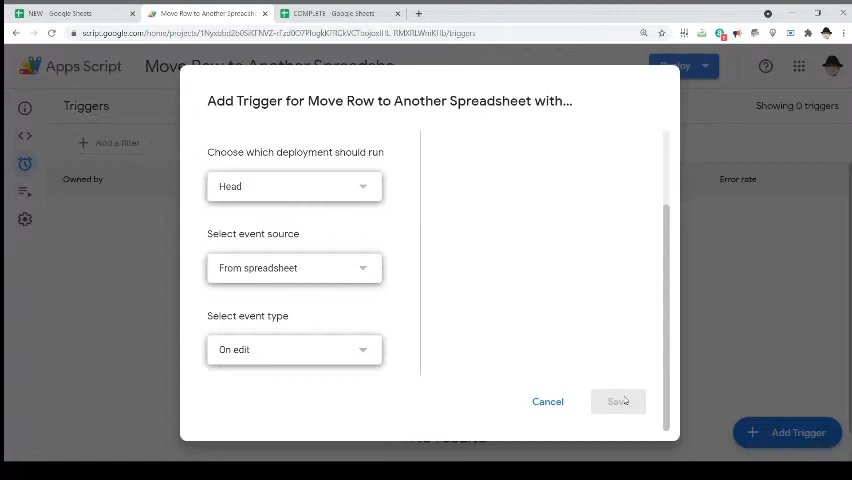 NEW - Google Sheets
Move Row to Another Spreadsh
COMPLETE - Google Sheets
Apps Script
Move Row to Another Spreadshe
Deploy
Triggers
Showing 0 triggers
Add a filter
Owned by
Error rate
Add Trigger for Move Row to Another Spreadsheet with...
Choose which deployment should run
Head
Select event source
From spreadsheet
Select event type
On edit
Cancel
Save
Add Trigger